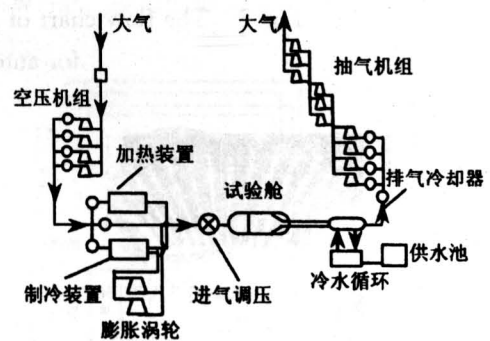 大气
大气
空压机组
抽气机组
加热装置
试验舱
排气冷却器
制冷装置
进气调压
冷水循环
供水池
膨胀涡轮